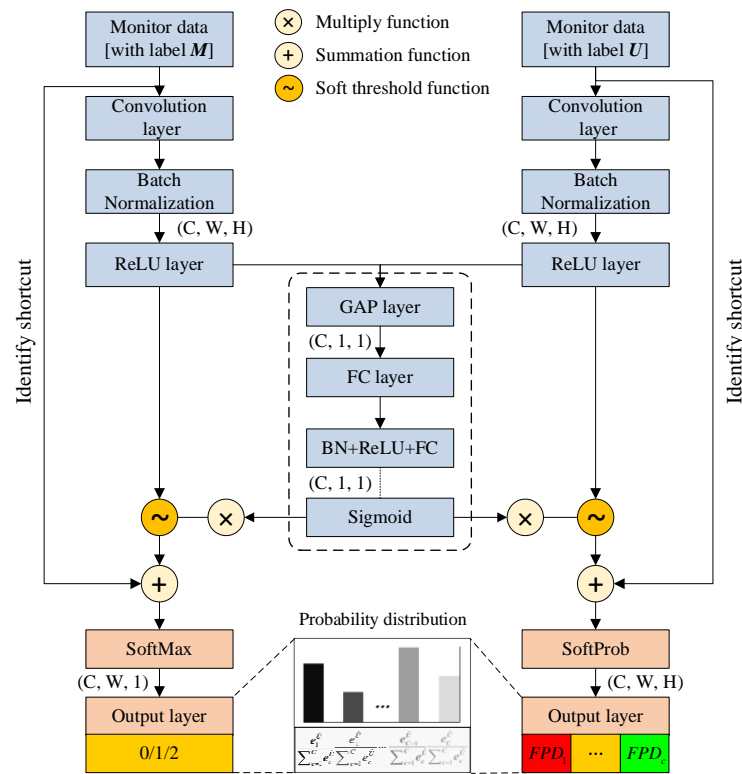 Monitor data
[with label M]
×
Multiply function
+
Summation function
~
Soft threshold function
Monitor data
[with label U]
Convolution
layer
Batch
Normalization
(C, W, H)
ReLU layer
Identify shortcut
Convolution
layer
Batch
Normalization
(C, W, H)
ReLU layer
Identify shortcut
GAP layer
(C, 1, 1)
FC layer
BN+ReLU+FC
(C, 1, 1)
Sigmoid
~
×
×
~
+
+
SoftMax
(C, W, 1)
Output layer
0/1/2
Probability distribution
...
SoftProb
(C, W, H)
Output layer
FPD₁
...
FPD꜀